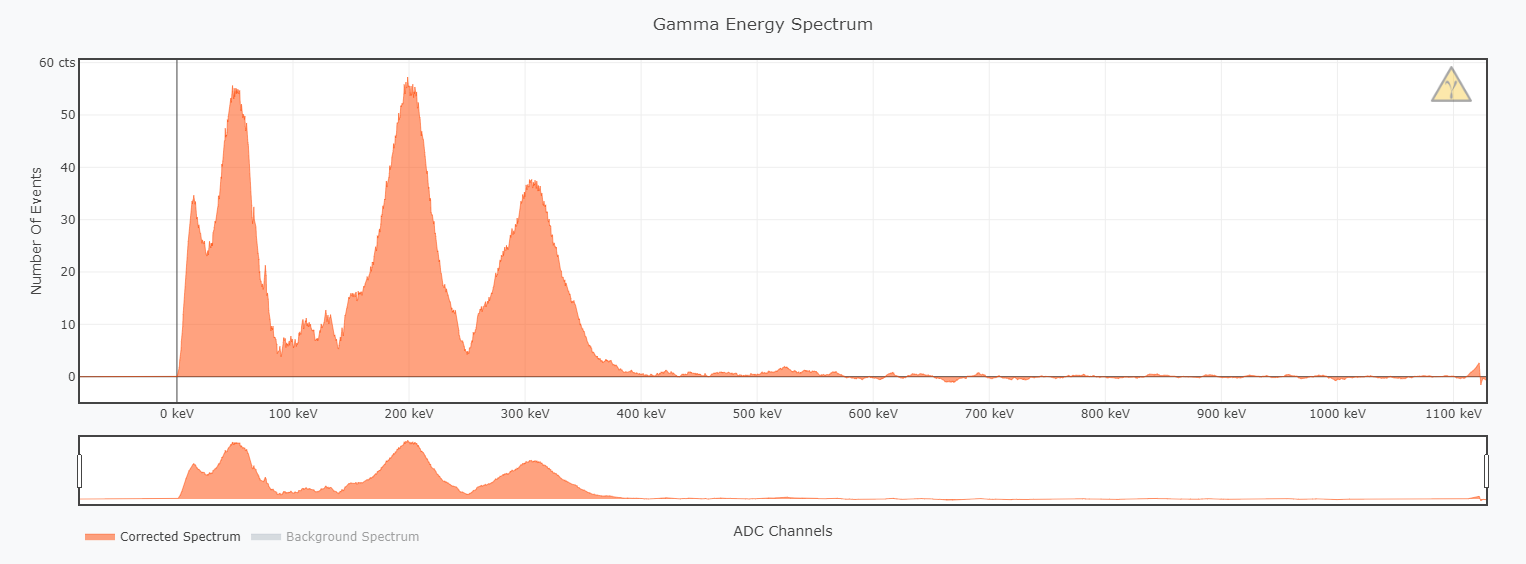 Gamma Energy Spectrum
60 cts
50
40
30
20
10
0
Number Of Events
γ
0 keV 100 keV 200 keV 300 keV 400 keV 500 keV 600 keV 700 keV 800 keV 900 keV 1000 keV 1100 keV
ADC Channels
Corrected Spectrum Background Spectrum